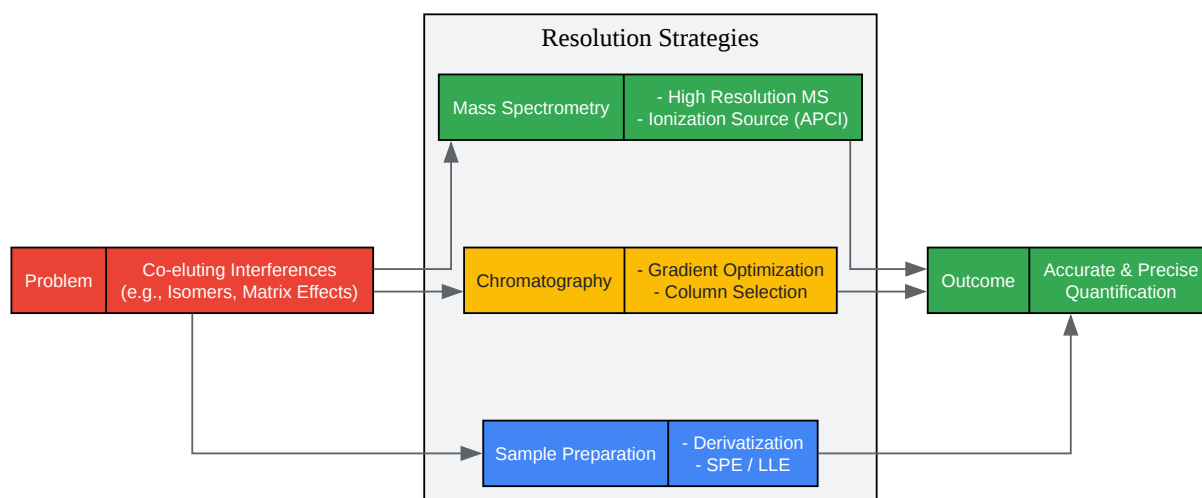 Resolution Strategies
Mass Spectrometry
- High Resolution MS
- Ionization Source (APCI)
Problem
Co-eluting Interferences
(e.g., Isomers, Matrix Effects)
Chromatography
- Gradient Optimization
- Column Selection
Outcome
Accurate & Precise
Quantification
Sample Preparation
- Derivatization
- SPE / LLE